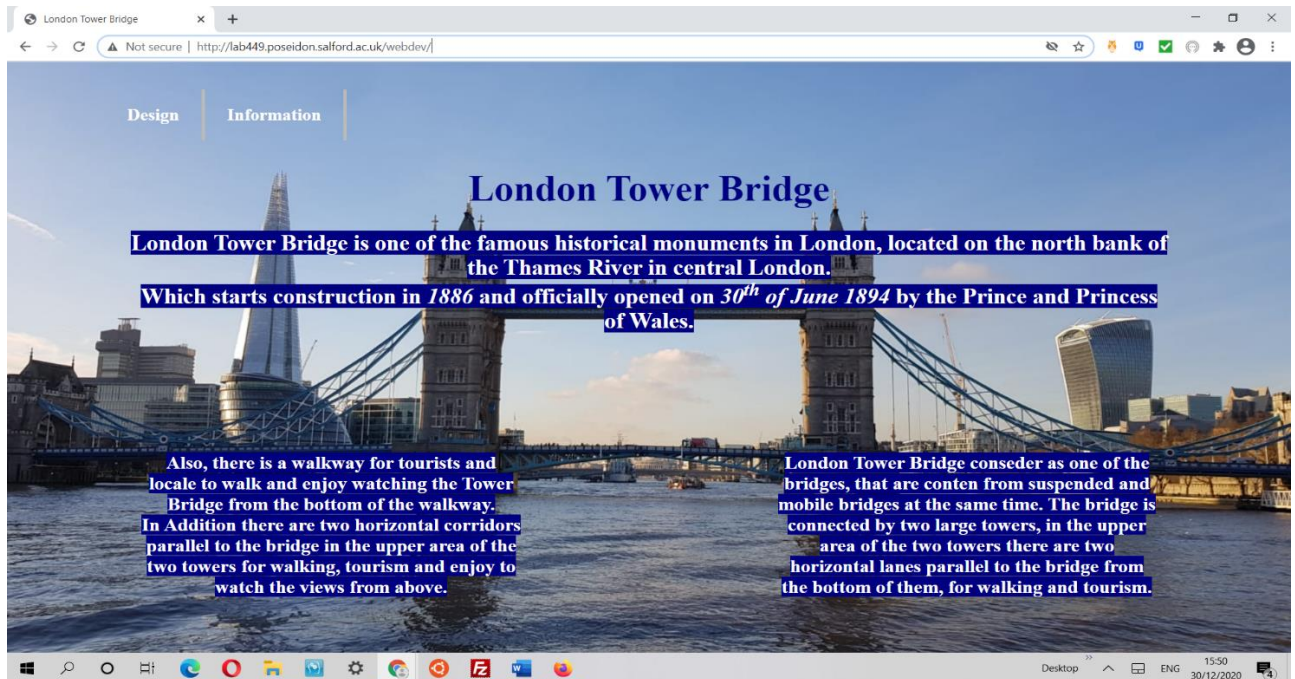 London Tower Bridge
Not secure | http://lab449.poseidon.salford.ac.uk/webdev/
Design
Information
London Tower Bridge
London Tower Bridge is one of the famous historical monuments in London, located on the north bank of
the Thames River in central London.
Which starts construction in 1886 and officially opened on 30th of June 1894 by the Prince and Princess
of Wales.
Also, there is a walkway for tourists and
locale to walk and enjoy watching the Tower
Bridge from the bottom of the walkway.
In Addition there are two horizontal corridors
parallel to the bridge in the upper area of the
two towers for walking, tourism and enjoy to
watch the views from above.
London Tower Bridge conseder as one of the
bridges, that are conten from suspended and
mobile bridges at the same time. The bridge is
connected by two large towers, in the upper
area of the two towers there are two
horizontal lanes parallel to the bridge from
the bottom of them, for walking and tourism.
Desktop
ENG
15:50
30/12/2020
4